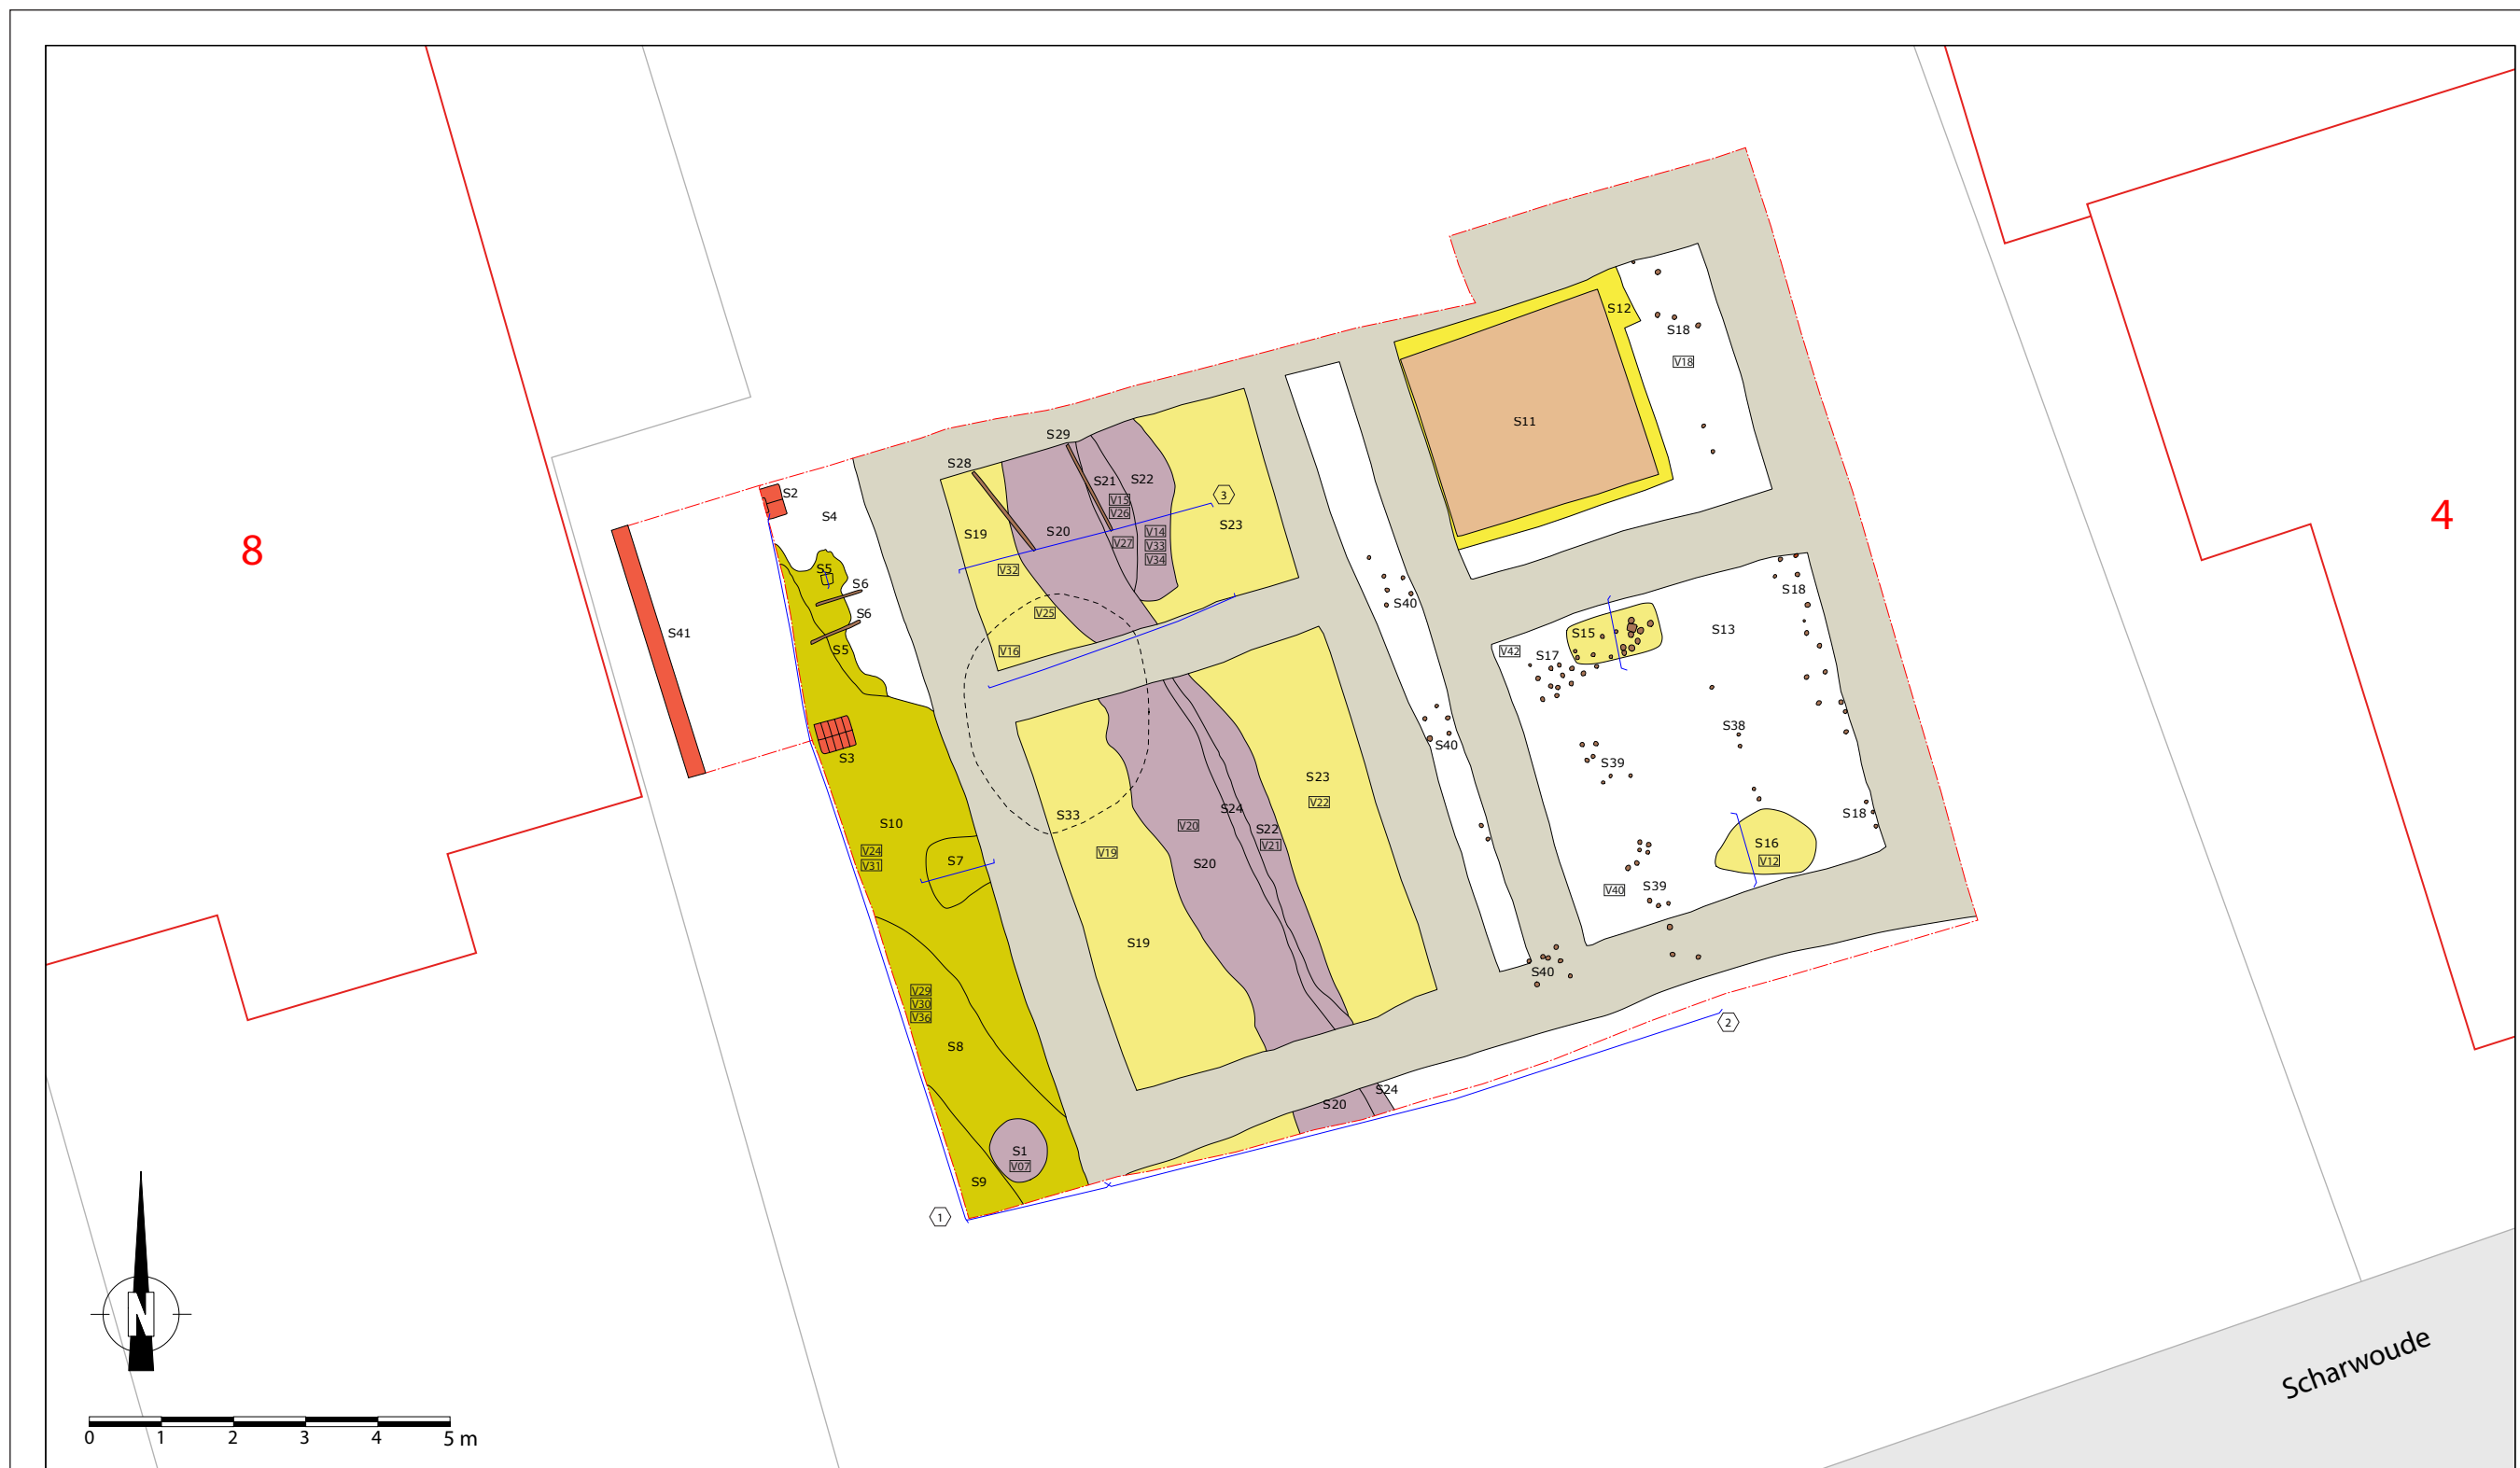 S12
S18
V18
S11
S29
S28
S21
S22
V15
V26
3
S2
S4
S19
S20
V27
V14
V33
V34
S23
4
8
V32
S5
S6
S6
S41
S5
V25
V16
S40
S18
S15
S13
V42
S17
S38
S40
S3
S39
S23
V22
S33
S24
S10
V20
S22
V21
V24
V31
S7
V19
S20
S18
S16
V12
V40
S39
S19
S40
V29
V30
V36
S8
2
S24
S20
S1
V07
S9
1
N
Scharwoude
0 1 2 3 4 5 m